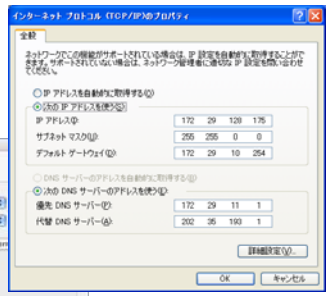 インターネット プロトコル (TCP/IP)のプロパティ
全般
ネットワークでこの機能がサポートされている場合は、IP 設定を自動的に取得することがで
きます。サポートされていない場合は、ネットワーク管理者に適切な IP 設定を問い合わせ
てください。
IP アドレスを自動的に取得する(O)
次の IP アドレスを使う(S):
IP アドレス(I): 172 29 128 175
サブネット マスク(U): 255 255 0 0
デフォルト ゲートウェイ(D): 172 29 10 254
DNS サーバーのアドレスを自動的に取得する(B)
次の DNS サーバーのアドレスを使う(E):
優先 DNS サーバー(P): 172 29 11 1
代替 DNS サーバー(A): 202 35 193 1
詳細設定(V)...
OK キャンセル